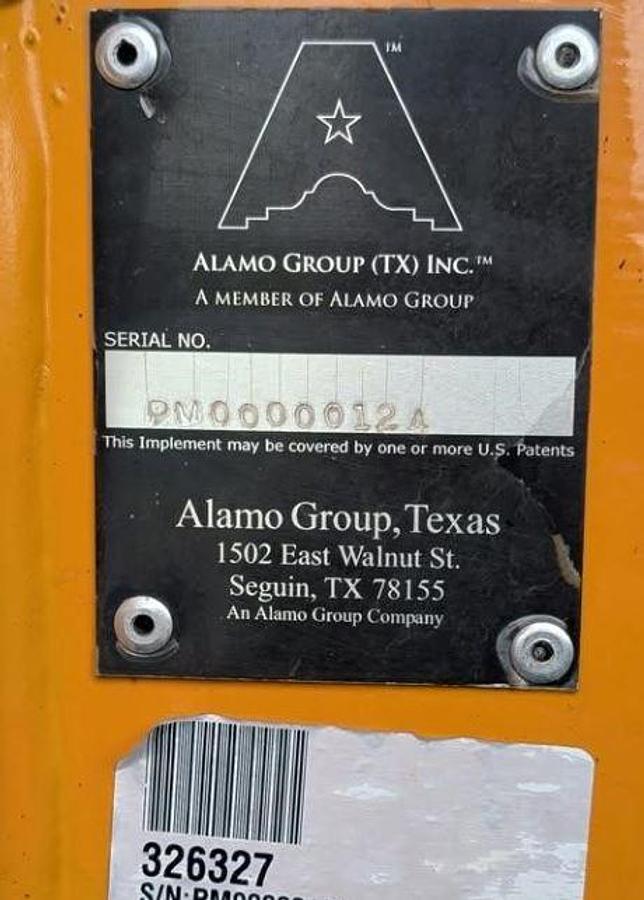 TM
ALAMO GROUP (TX) INC.™
A MEMBER OF ALAMO GROUP
SERIAL NO.
PM00000012A
This Implement may be covered by one or more U.S. Patents
Alamo Group, Texas
1502 East Walnut St.
Seguin, TX 78155
An Alamo Group Company
326327
S/N: